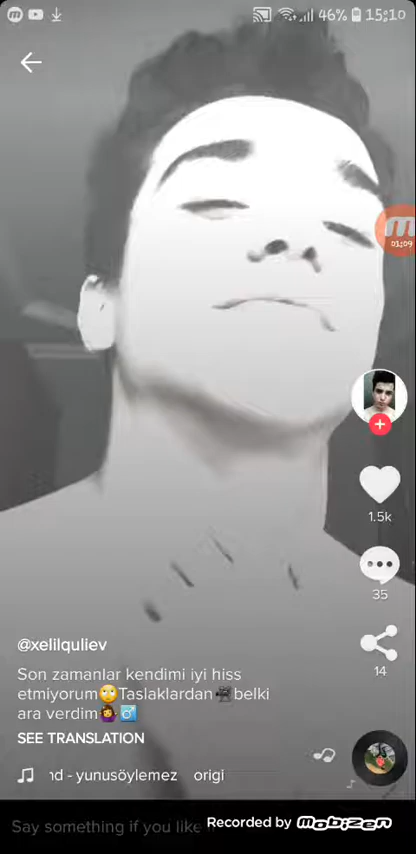 46% 15:10
01:09
1.5k
35
14
@xelilquliev
Son zamanlar kendimi iyi hiss
etmiyorum🙄Taslaklardan🎥belki
ara verdim🤷‍♀️♂️
SEE TRANSLATION
nd - yunusöylemez origi
Say something if you like
Recorded by mobizen